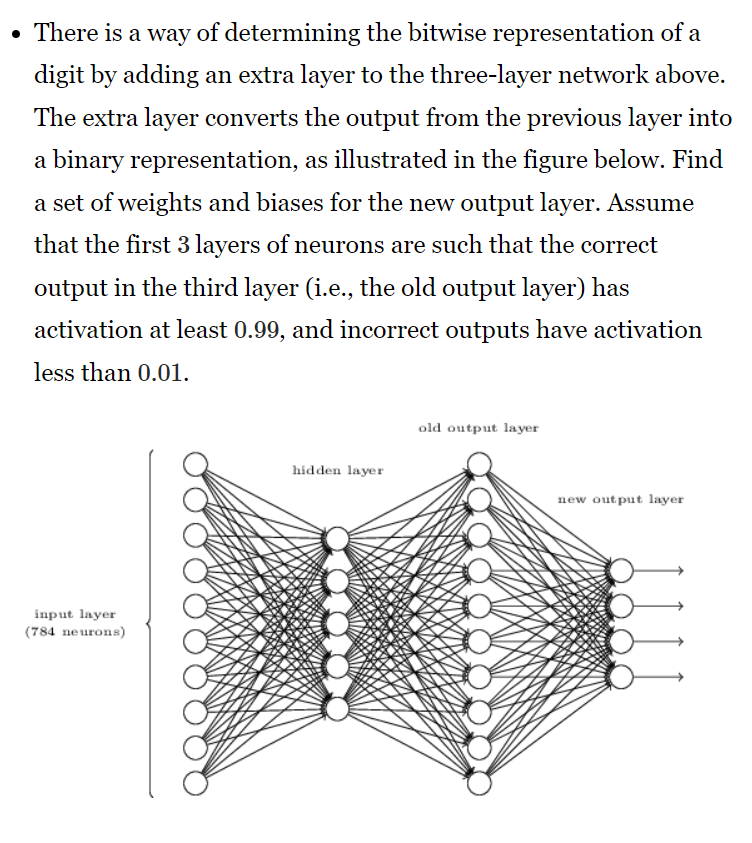 • There is a way of determining the bitwise representation of a
digit by adding an extra layer to the three-layer network above.
The extra layer converts the output from the previous layer into
a binary representation, as illustrated in the figure below. Find
a set of weights and biases for the new output layer. Assume
that the first 3 layers of neurons are such that the correct
output in the third layer (i.e., the old output layer) has
activation at least 0.99, and incorrect outputs have activation
less than 0.01.
old output layer
hidden layer
new output layer
input layer
(784 neurons)